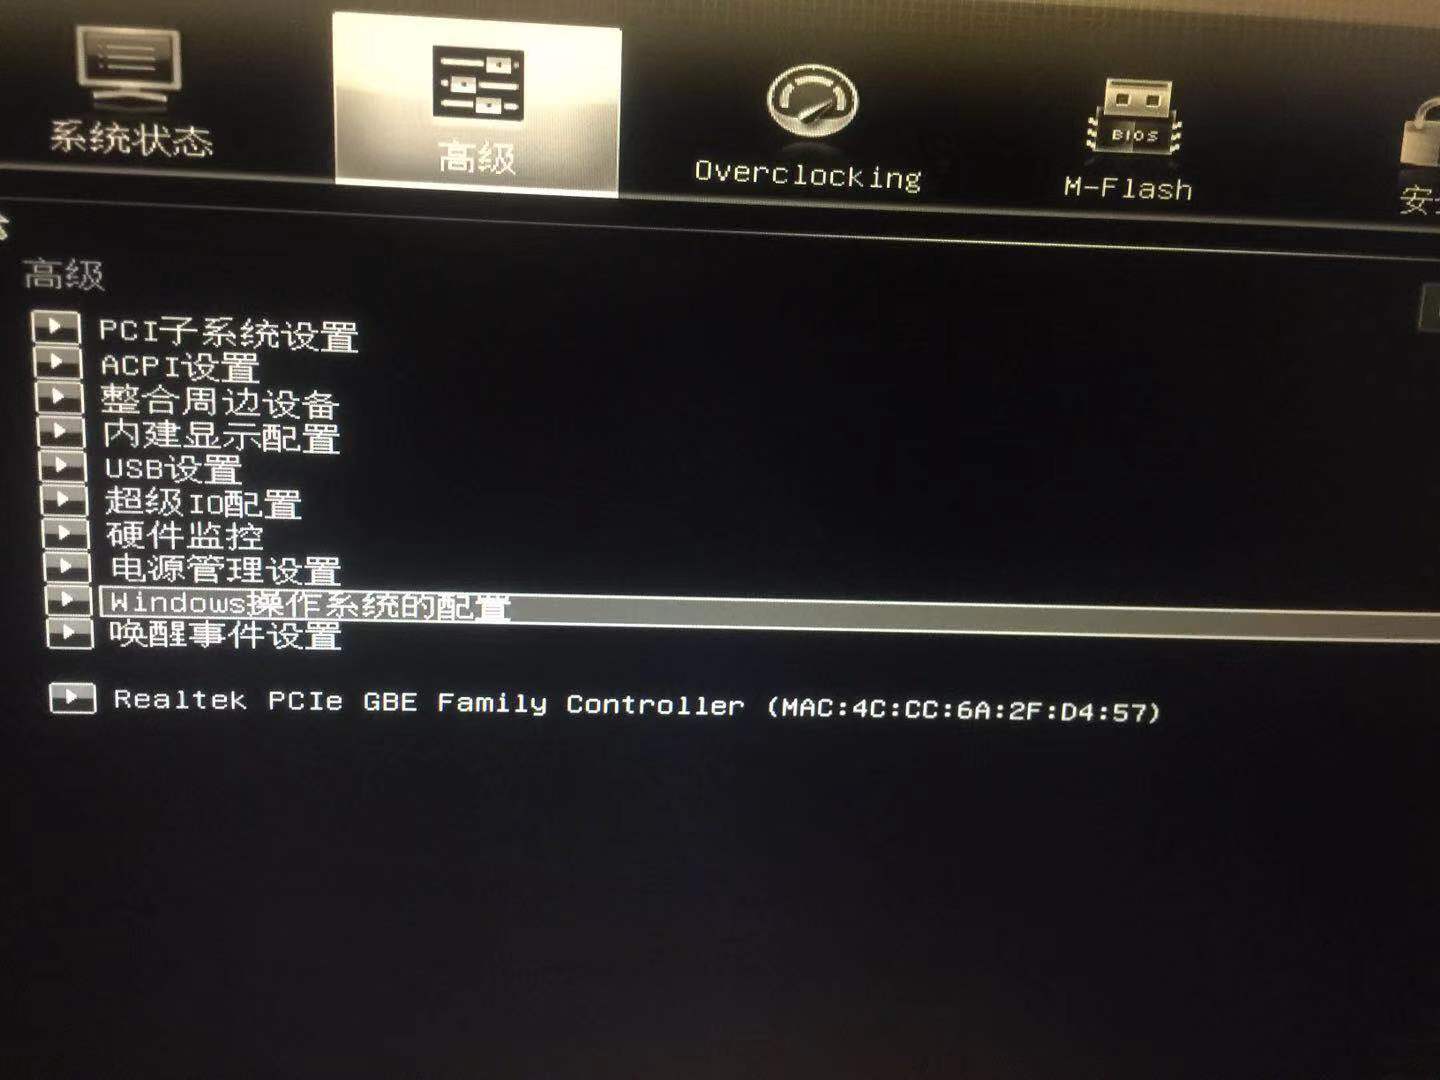 系统状态
高级
Overclocking
BIOS
M-Flash
安
高级
PCI子系统设置
ACPI设置
整合周边设备
内建显示配置
USB设置
超级IO配置
硬件监控
电源管理设置
Windows操作系统的配置
唤醒事件设置
Realtek PCIe GBE Family Controller (MAC:4C:CC:6A:2F:D4:57)